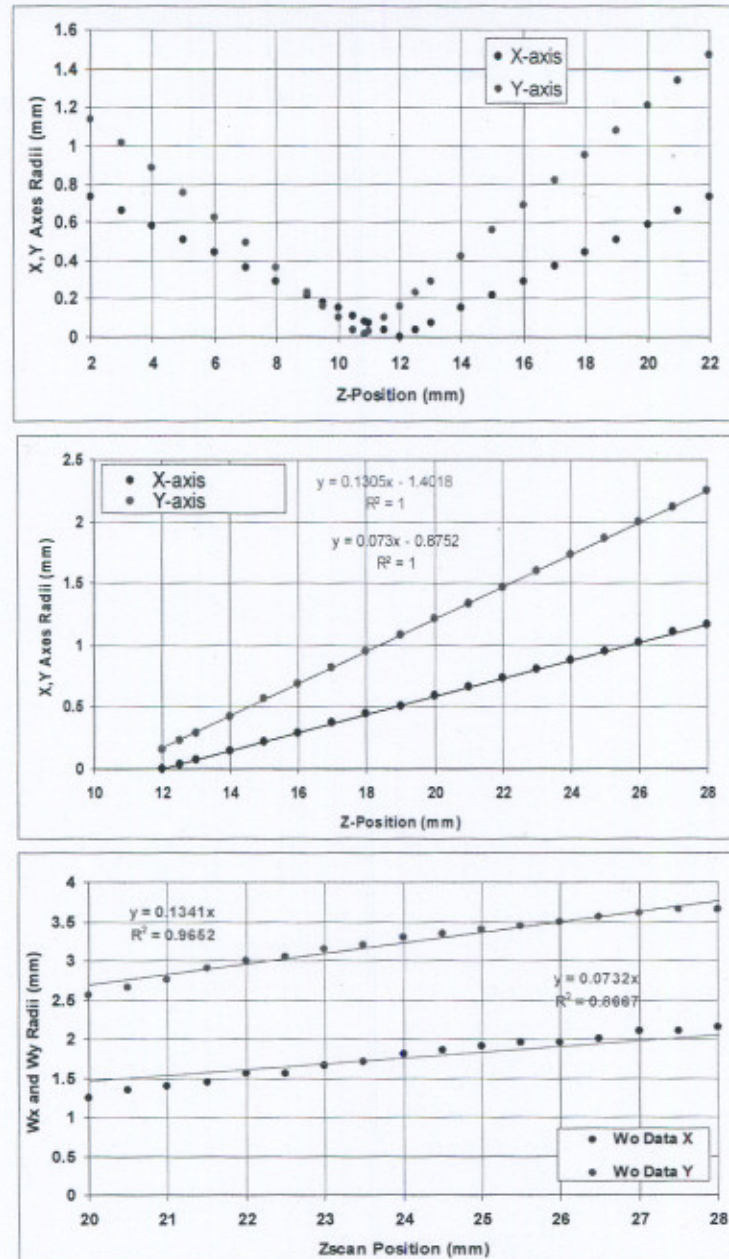 1.6
1.4
1.2
1
0.8
0.6
0.4
0.2
0
X,Y Axes Radii (mm)
X-axis
Y-axis
2 4 6 8 10 12 14 16 18 20 22
Z-Position (mm)
2.5
2
1.5
1
0.5
0
X,Y Axes Radii (mm)
X-axis
Y-axis
y = 0.1305x - 1.4018
R² = 1
y = 0.073x - 0.8752
R² = 1
10 12 14 16 18 20 22 24 26 28
Z-Position (mm)
4
3.5
3
2.5
2
1.5
1
0.5
0
Wx and Wy Radii (mm)
y = 0.1341x
R² = 0.9652
y = 0.0732x
R² = 0.8667
Wo Data X
Wo Data Y
20 21 22 23 24 25 26 27 28
Zscan Position (mm)